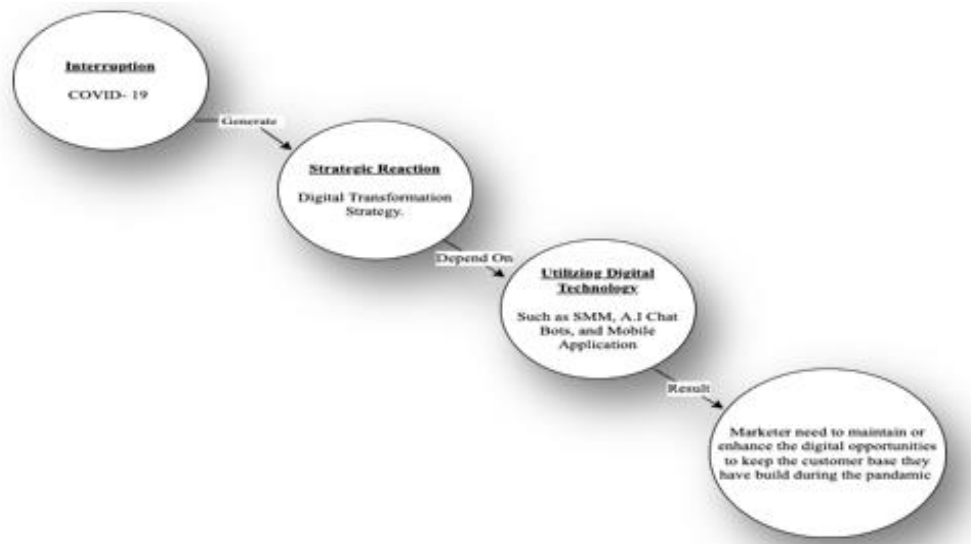 Interruption
COVID- 19
Generate
Strategic Reaction
Digital Transformation
Strategy.
Depend On
Utilizing Digital
Technology
Such as SMM, A.I Chat
Bots, and Mobile
Application
Result
Marketer need to maintain or
enhance the digital opportunities
to keep the customer base they
have build during the pandamic